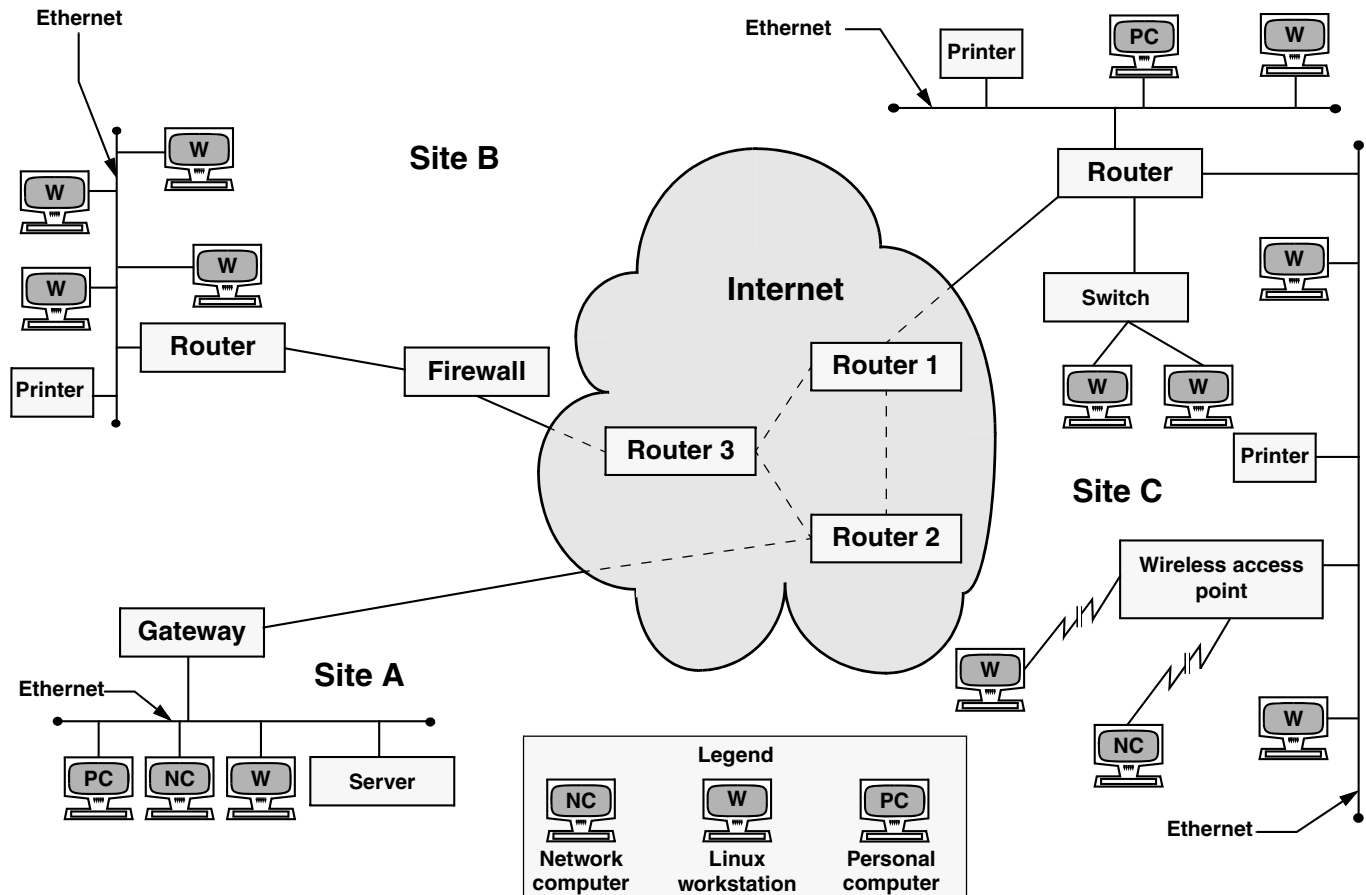 Ethernet
Ethernet
Printer
PC
W
W
Site B
Router
W
W
W
W
Internet
Switch
Router
Firewall
Router 1
Printer
W
W
Router 3
Printer
Site C
Router 2
Wireless access
point
Gateway
Site A
W
Ethernet
W
NC
PC
NC
W
Server
Legend
NC
W
PC
Network
computer
Linux
workstation
Personal
computer
Ethernet